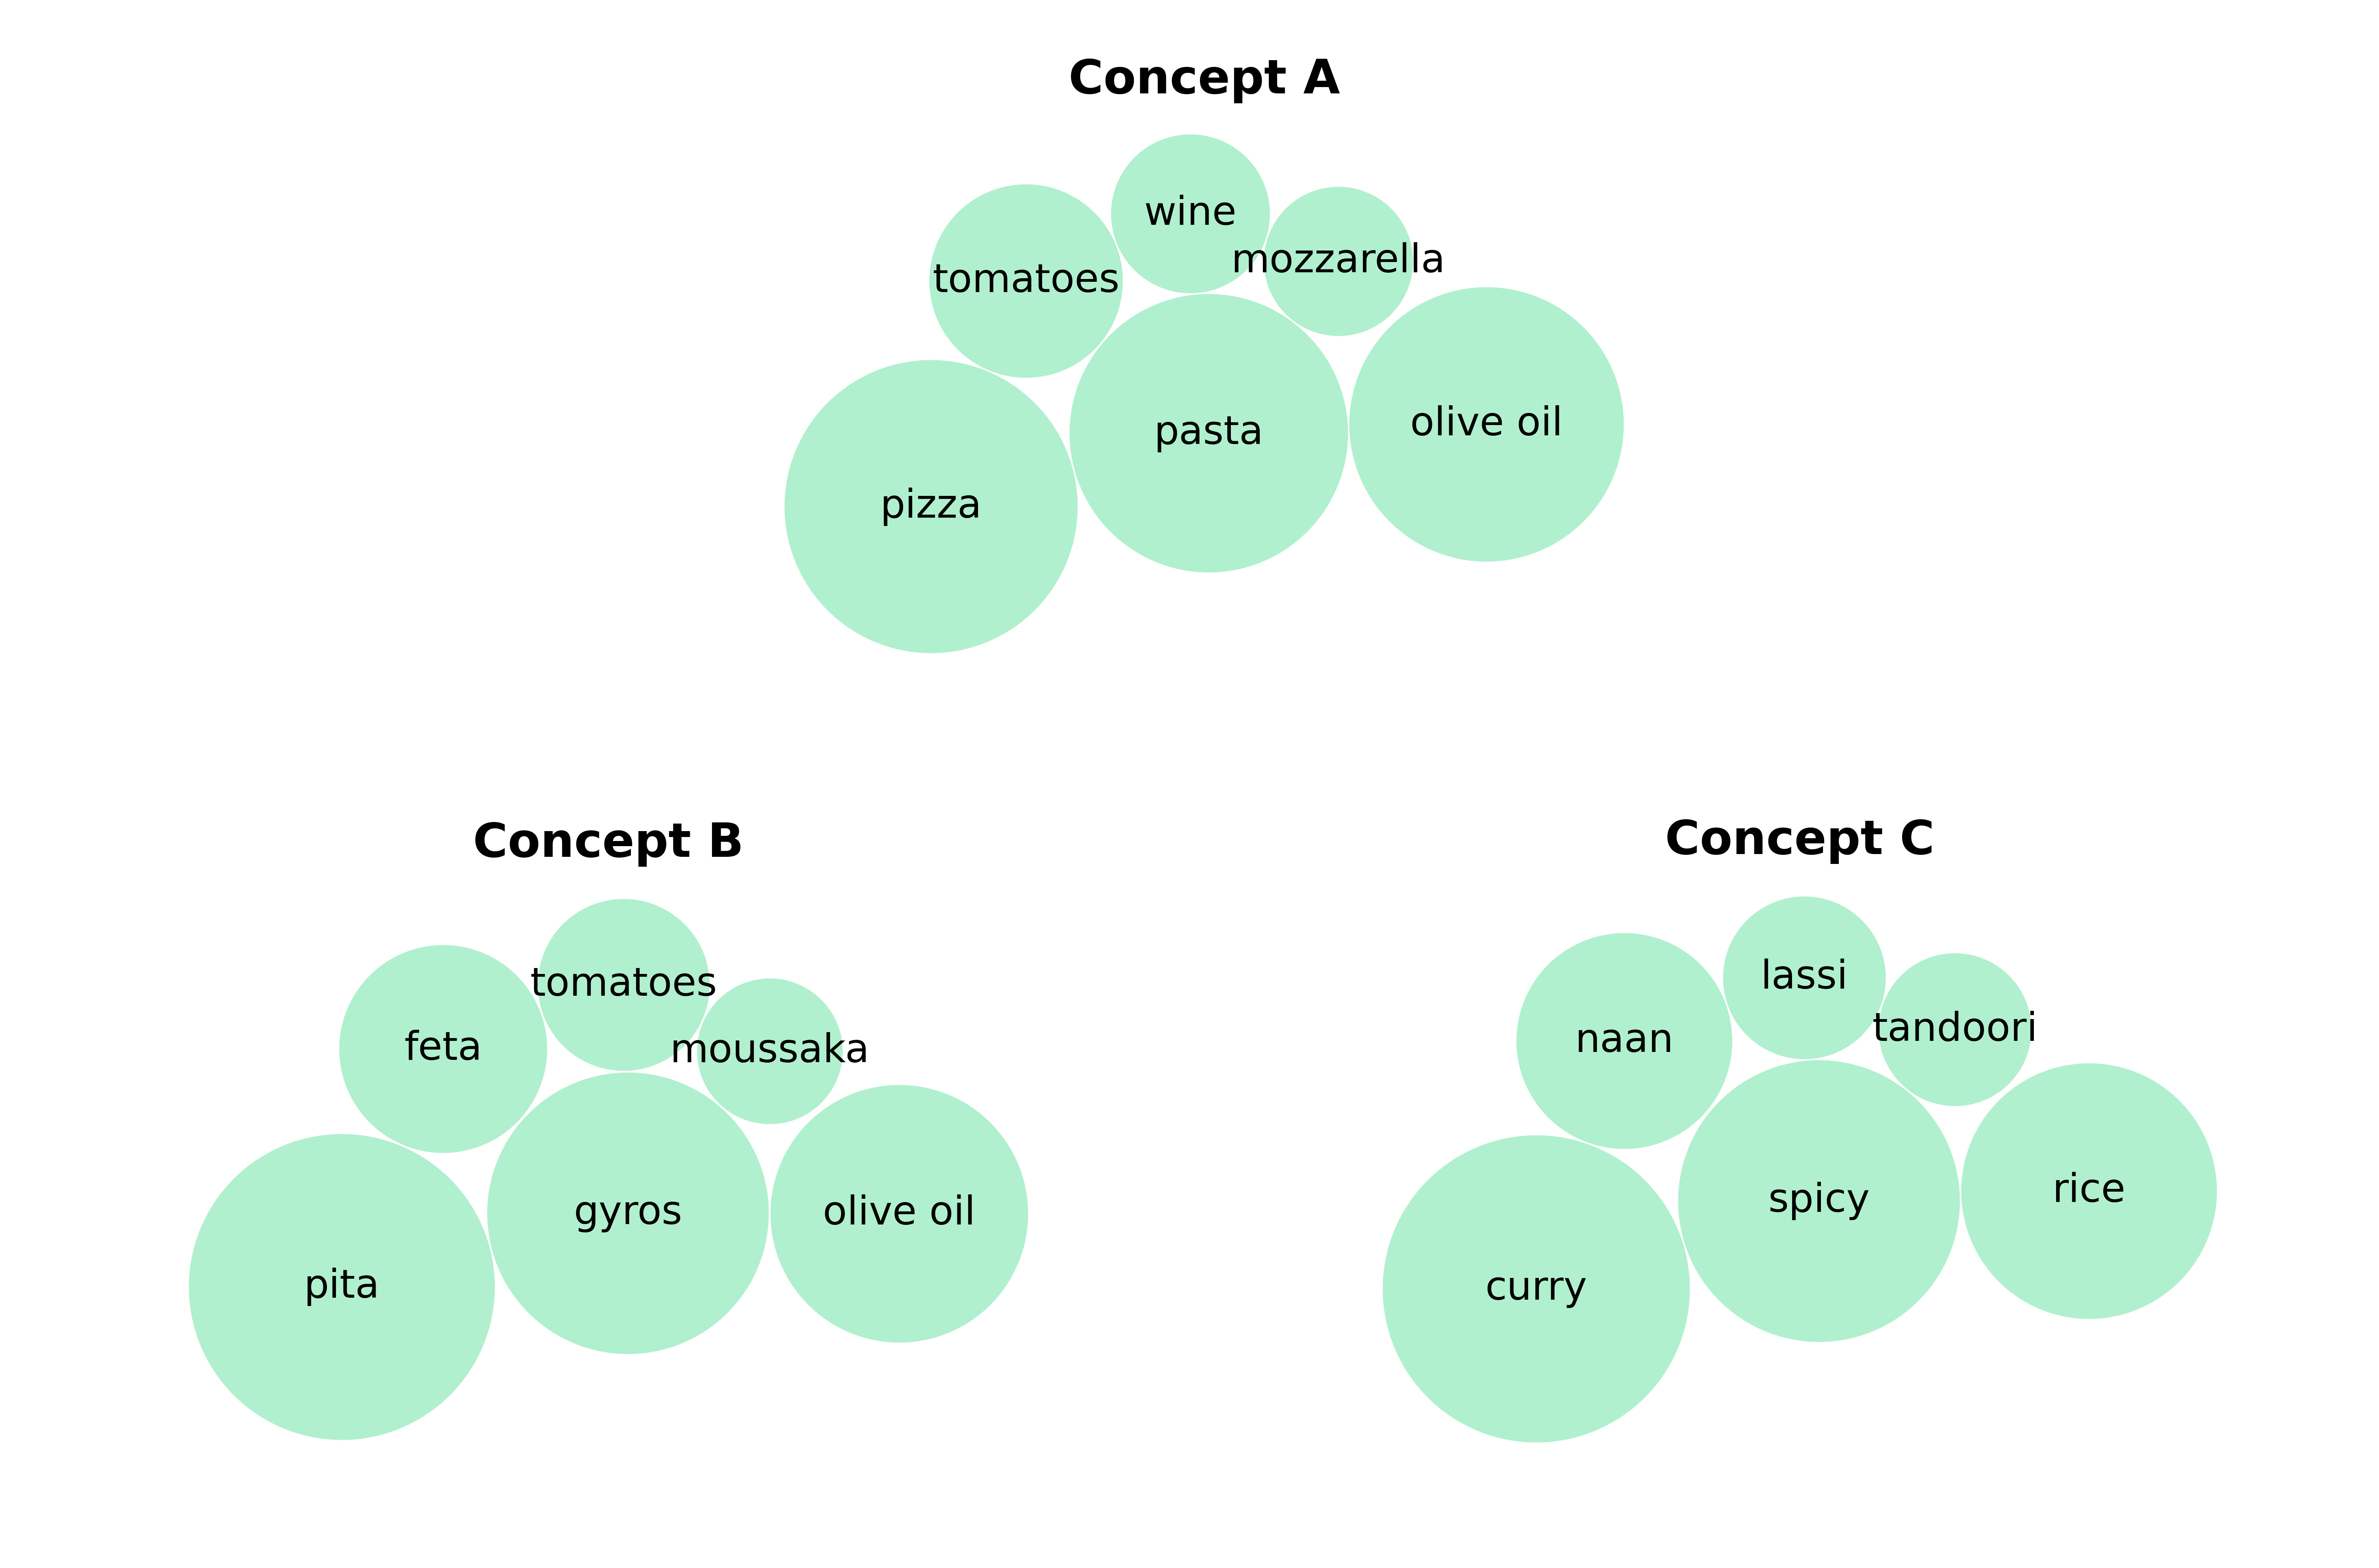 Concept A
wine
mozzarella
tomatoes
olive oil
pasta
pizza
Concept B
tomatoes
feta
moussaka
gyros
olive oil
pita
Concept C
lassi
tandoori
naan
rice
spicy
curry